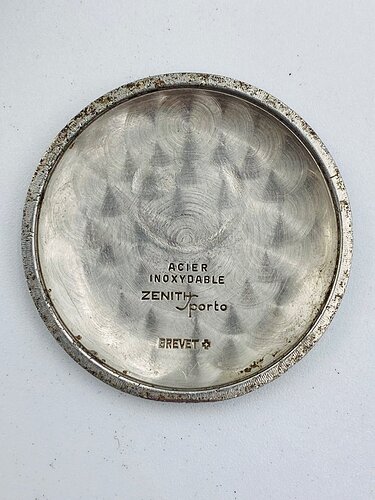 ACIER
INOXYDABLE
ZENITH Sporto
BREVET ✚